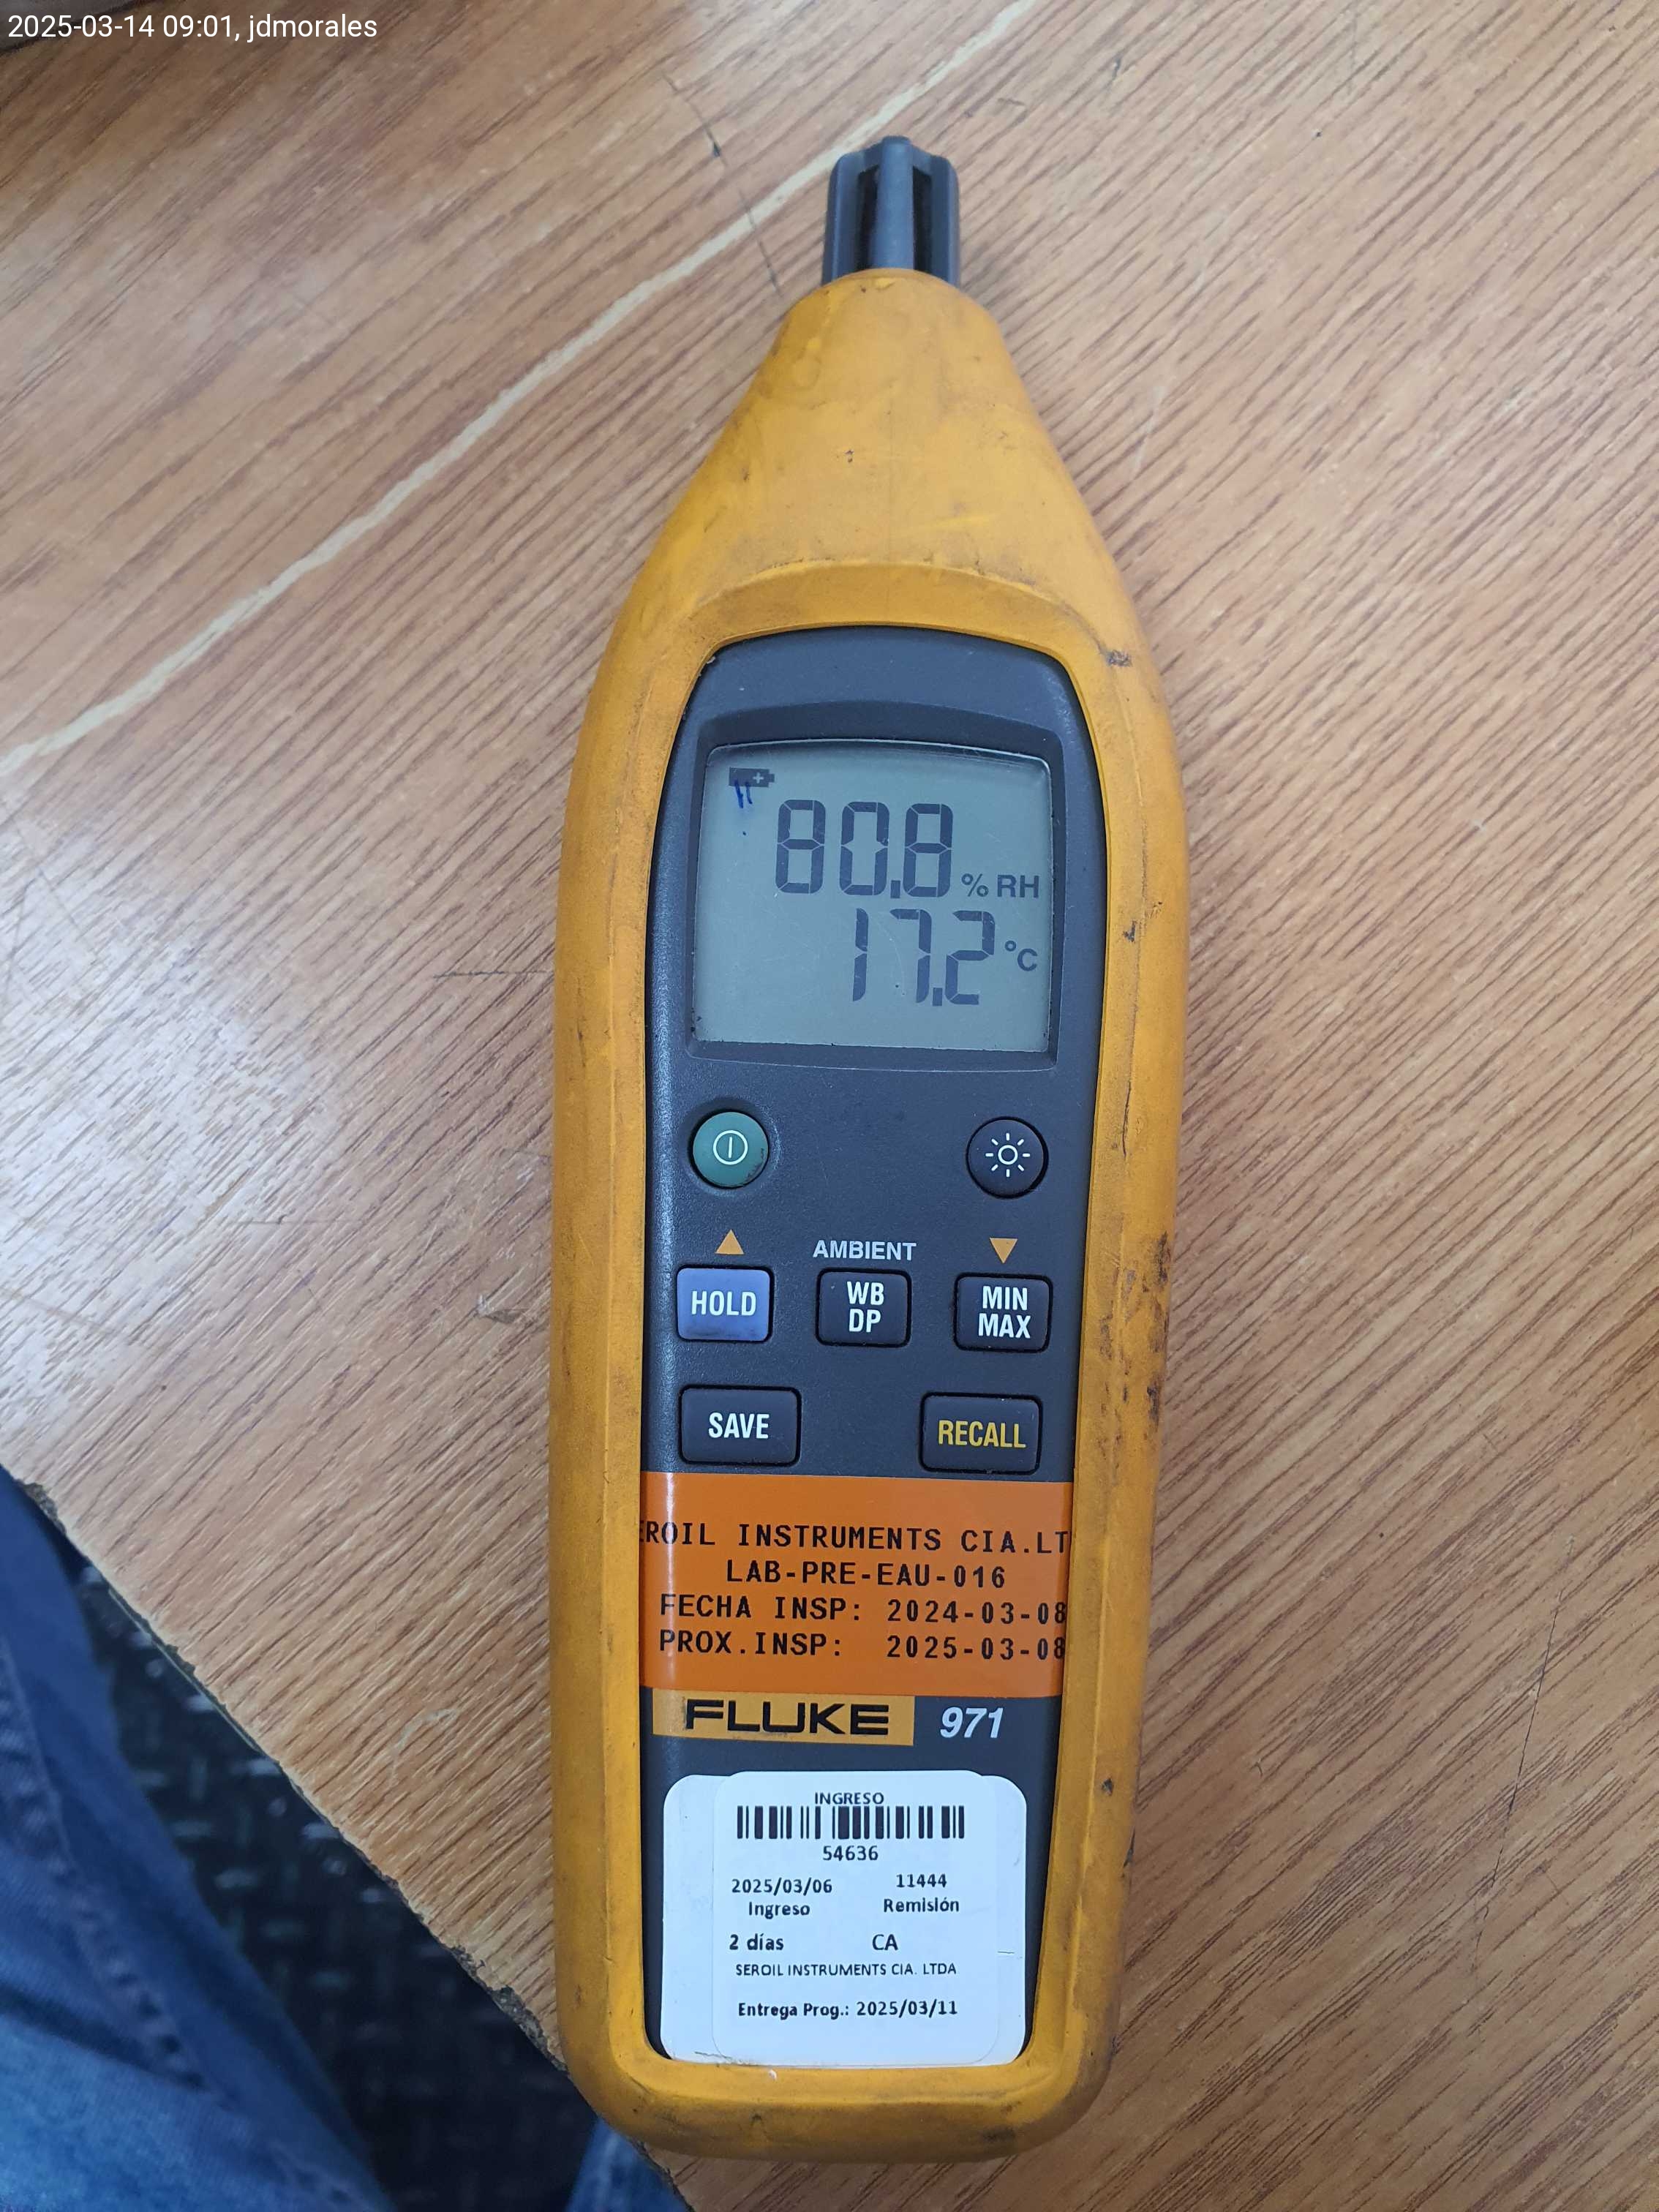 2025-03-14 09:01, jdmorales
80.8 % RH
17.2 °C
AMBIENT
HOLD
WB
DP
MIN
MAX
SAVE
RECALL
EROIL INSTRUMENTS CIA.LT
LAB-PRE-EAU-016
FECHA INSP: 2024-03-08
PROX.INSP: 2025-03-08
FLUKE 971
INGRESO
54636
2025/03/06 11444
Ingreso Remisión
2 días CA
SEROIL INSTRUMENTS CIA. LTDA
Entrega Prog.: 2025/03/11